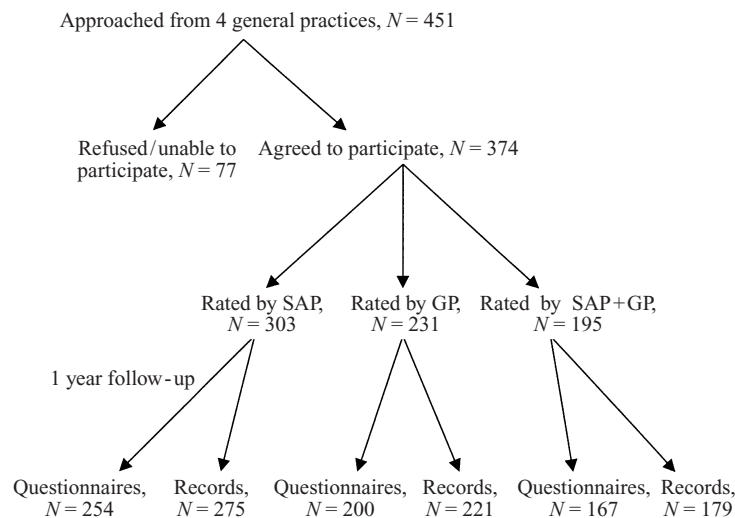 Approached from 4 general practices, N = 451
Refused/unable to
participate, N = 77
Agreed to participate, N = 374
Rated by SAP,
N = 303
Rated by GP,
N = 231
Rated by SAP+GP,
N = 195
1 year follow-up
Questionnaires,
N = 254
Records,
N = 275
Questionnaires,
N = 200
Records,
N = 221
Questionnaires,
N = 167
Records,
N = 179